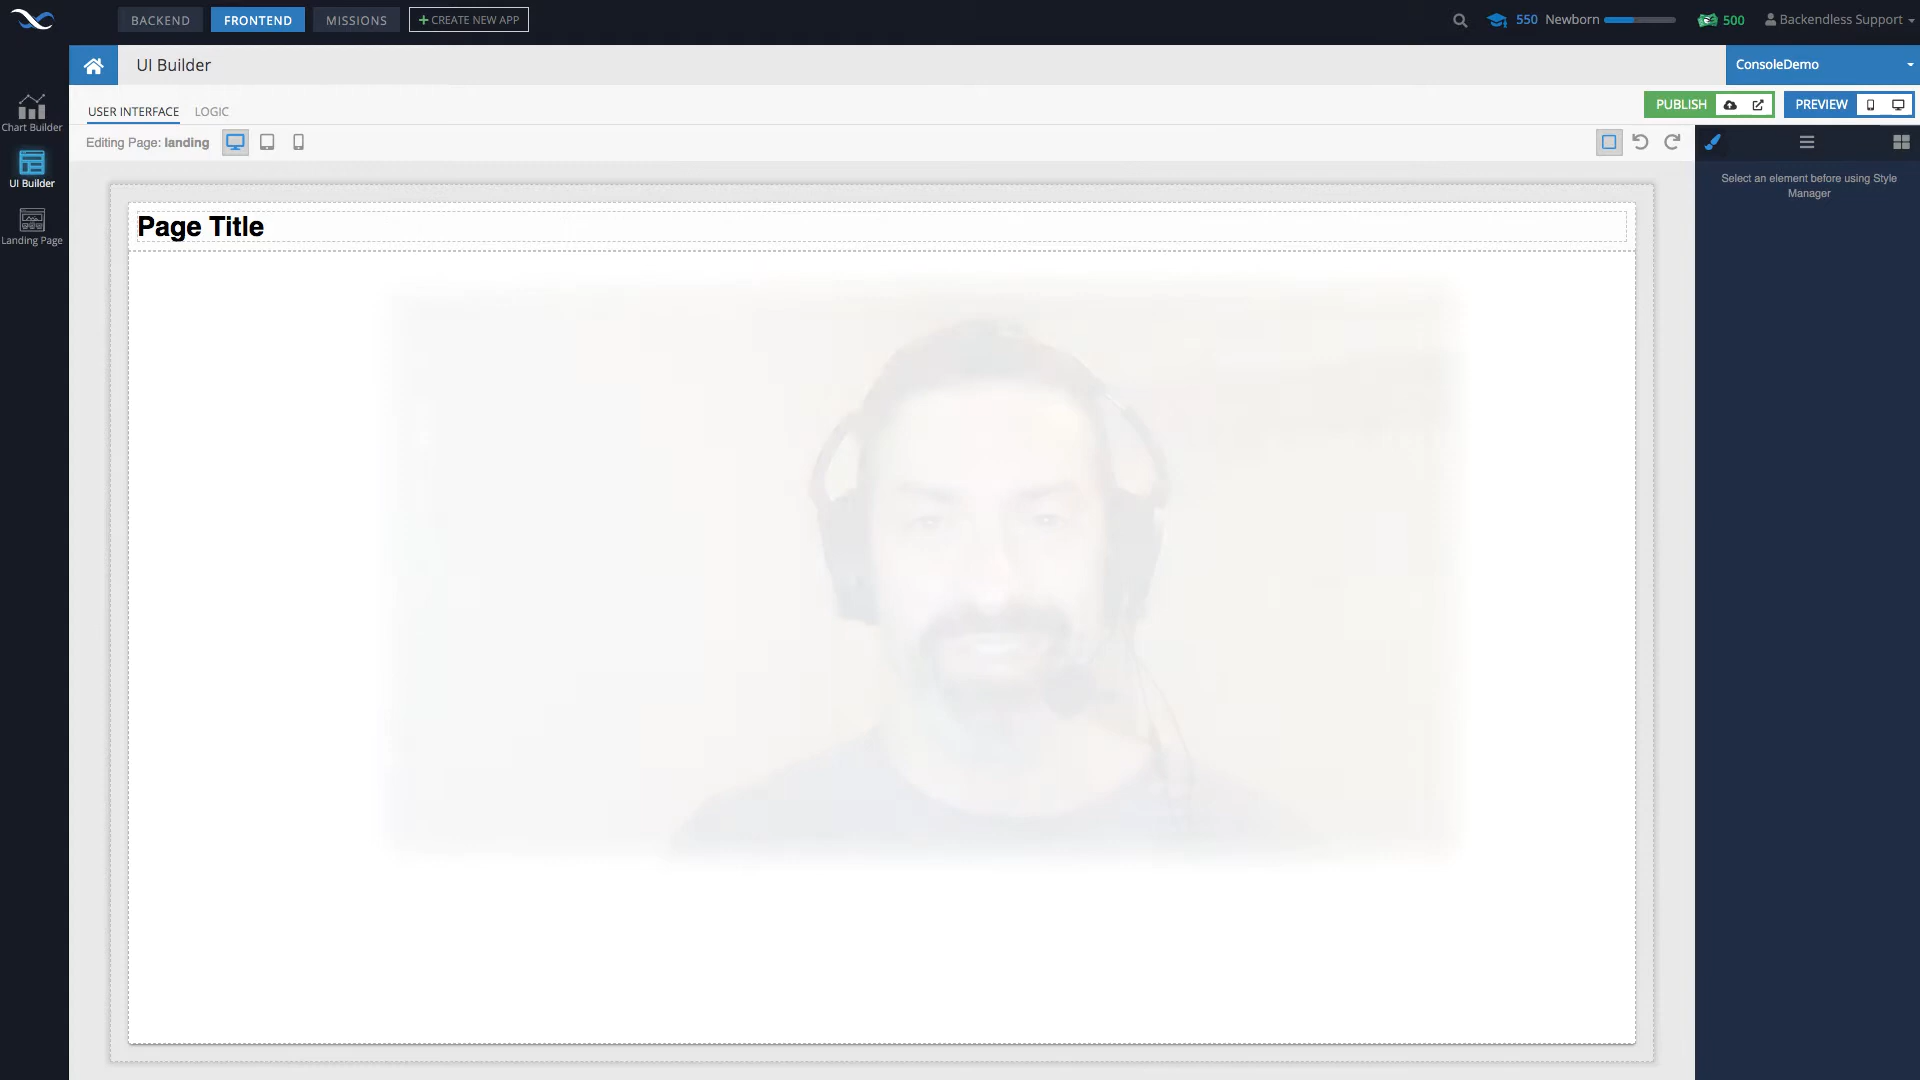 BACKEND FRONTEND MISSIONS + CREATE NEW APP 550 Newborn 500 Backendless Support
UI Builder ConsoleDemo
USER INTERFACE LOGIC PUBLISH PREVIEW
Chart Builder
Editing Page: landing
UI Builder
Select an element before using Style
Manager
Landing Page
Page Title